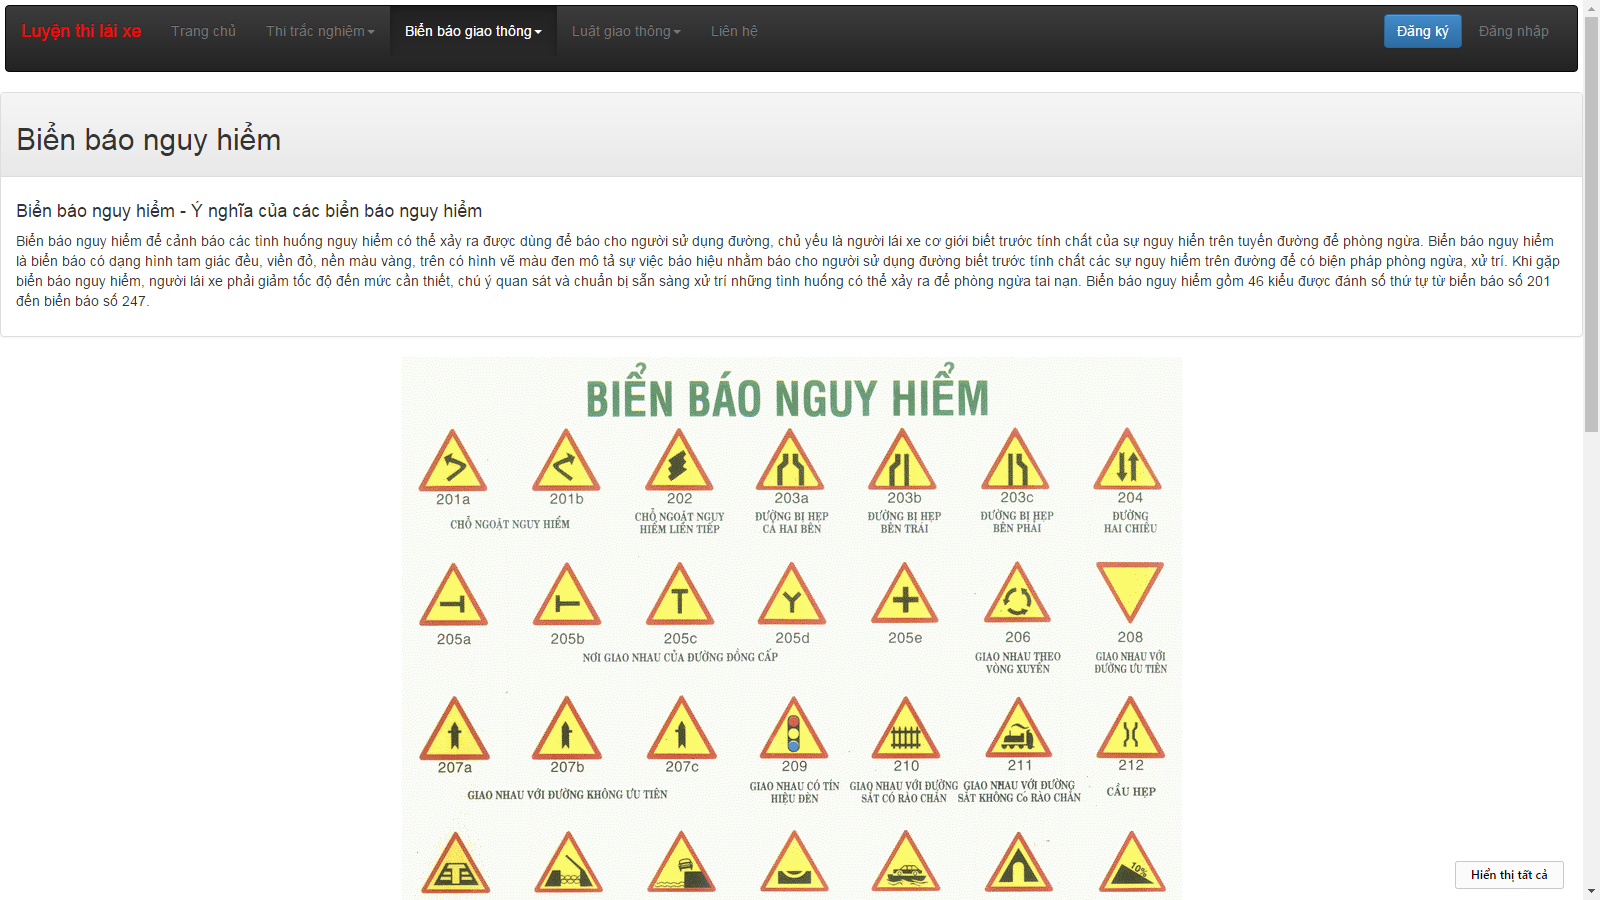 Luyện thi lái xe Trang chủ Thi trắc nghiệm Biển báo giao thông Luật giao thông Liên hệ Đăng ký Đăng nhập
Biển báo nguy hiểm
Biển báo nguy hiểm - Ý nghĩa của các biển báo nguy hiểm
Biển báo nguy hiểm để cảnh báo các tình huống nguy hiểm có thể xảy ra được dùng để báo cho người sử dụng đường, chủ yếu là người lái xe cơ giới biết trước tính chất của sự nguy hiển trên tuyến đường để phòng ngừa. Biển báo nguy hiểm
là biển báo có dạng hình tam giác đều, viền đỏ, nền màu vàng, trên có hình vẽ màu đen mô tả sự việc báo hiệu nhằm báo cho người sử dụng đường biết trước tính chất các sự nguy hiểm trên đường để có biện pháp phòng ngừa, xử trí. Khi gặp
biển báo nguy hiểm, người lái xe phải giảm tốc độ đến mức cần thiết, chú ý quan sát và chuẩn bị sẵn sàng xử trí những tình huống có thể xảy ra để phòng ngừa tai nạn. Biển báo nguy hiểm gồm 46 kiểu được đánh số thứ tự từ biển báo số 201
đến biển báo số 247.
BIỂN BÁO NGUY HIỂM
201a 201b 202 203a 203b 203c 204
CHỖ NGOẶT NGUY HIỂM
CHỖ NGOẶT NGUY
HIỂM LIÊN TIẾP
ĐƯỜNG BỊ HẸP
CẢ HAI BÊN
ĐƯỜNG BỊ HẸP
BÊN TRÁI
ĐƯỜNG BỊ HẸP
BÊN PHẢI
ĐƯỜNG
HAI CHIỀU
205a 205b 205c 205d 205e 206 208
NƠI GIAO NHAU CỦA ĐƯỜNG ĐỒNG CẤP
GIAO NHAU THEO
VÒNG XUYẾN
GIAO NHAU VỚI
ĐƯỜNG ƯU TIÊN
207a 207b 207c 209 210 211 212
GIAO NHAU VỚI ĐƯỜNG KHÔNG ƯU TIÊN
GIAO NHAU CÓ TÍN
HIỆU ĐÈN
GIAO NHAU VỚI ĐƯỜNG
SẮT CÓ RÀO CHẮN
GIAO NHAU VỚI ĐƯỜNG
SẮT KHÔNG CÓ RÀO CHẮN
CẦU HẸP
10%
Hiển thị tất cả